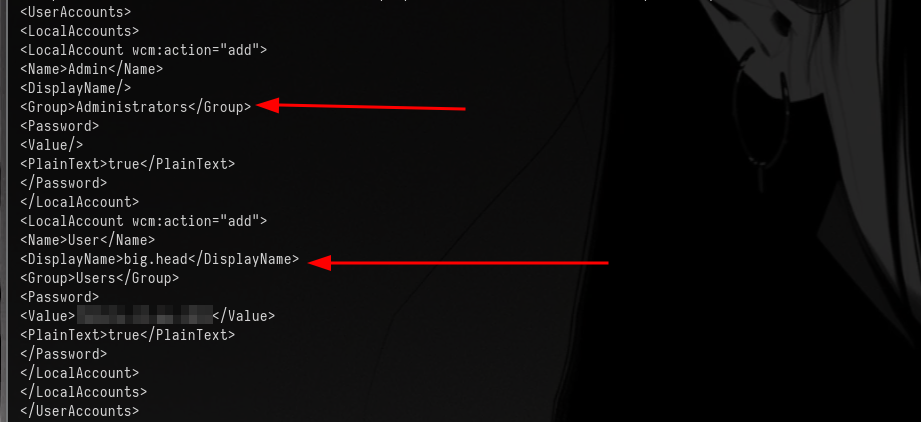 <UserAccounts>
<LocalAccounts>
<LocalAccount wcm:action="add">
<Name>Admin</Name>
<DisplayName/>
<Group>Administrators</Group>
<Password>
<Value/>
<PlainText>true</PlainText>
</Password>
</LocalAccount>
<LocalAccount wcm:action="add">
<Name>User</Name>
<DisplayName>big.head</DisplayName>
<Group>Users</Group>
<Password>
<Value></Value>
<PlainText>true</PlainText>
</Password>
</LocalAccount>
</LocalAccounts>
</UserAccounts>